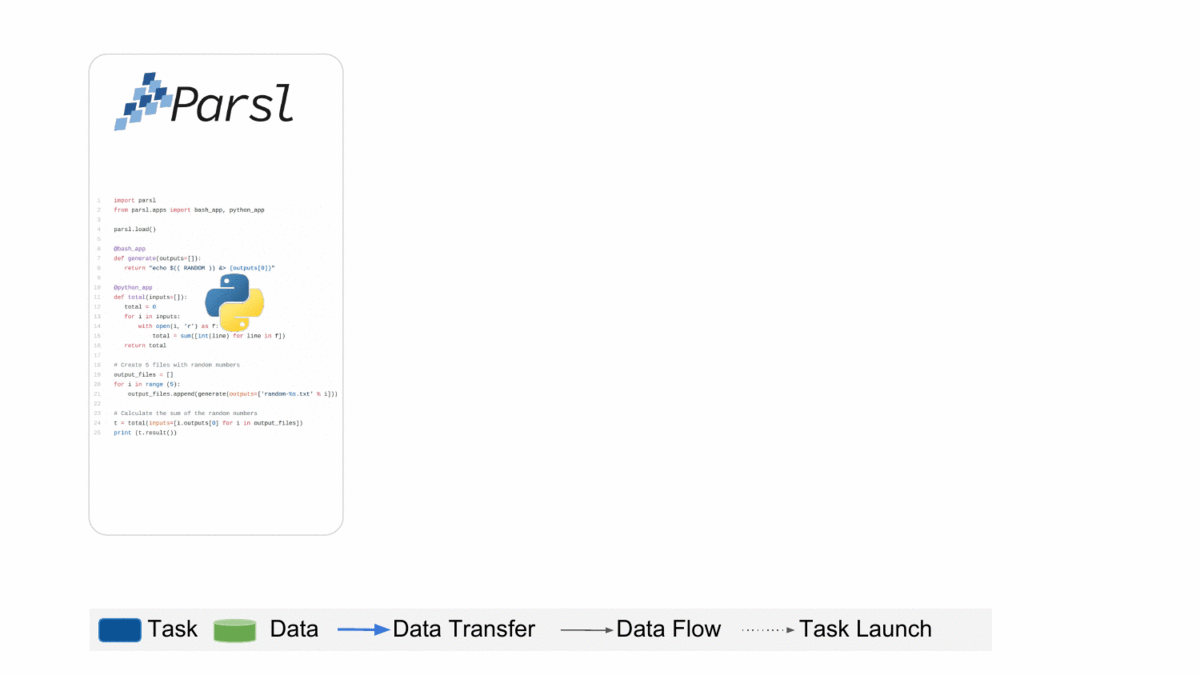 Parsl
1 import parsl
2 from parsl.apps import bash_app, python_app
3
4 parsl.load()
5
6 @bash_app
7 def generate(outputs=[]):
8 return "echo $(( RANDOM )) &> {outputs[0]}"
9
10 @python_app
11 def total(inputs=[]):
12 total = 0
13 for i in inputs:
14 with open(i, 'r') as f:
15 total = sum([int(line) for line in f])
16 return total
17
18 # Create 5 files with random numbers
19 output_files = []
20 for i in range (5):
21 output_files.append(generate(outputs=['random-%s.txt' % i]))
22
23 # Calculate the sum of the random numbers
24 t = total(inputs=[i.outputs[0] for i in output_files])
25 print (t.result())
Task Data Data Transfer Data Flow Task Launch